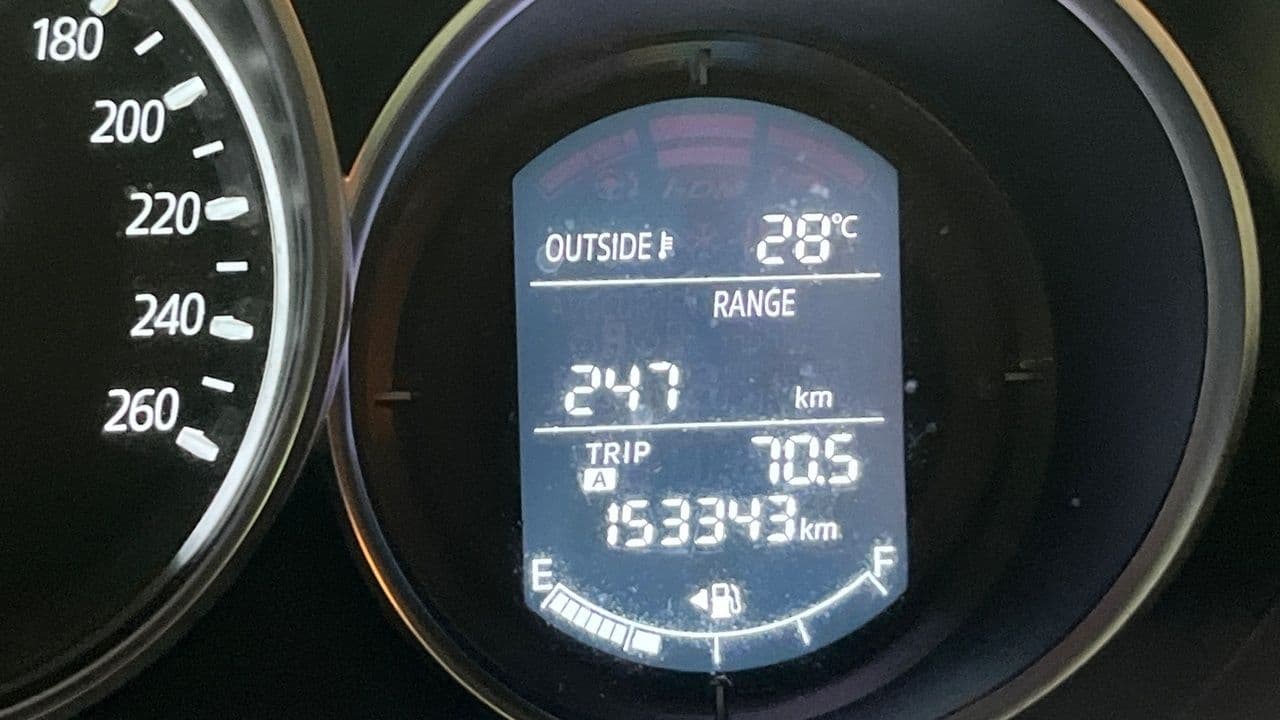 180
200
220
240
260
OUTSIDE 28°C
RANGE
247 km
TRIP 70.5
A
153343 km
E F